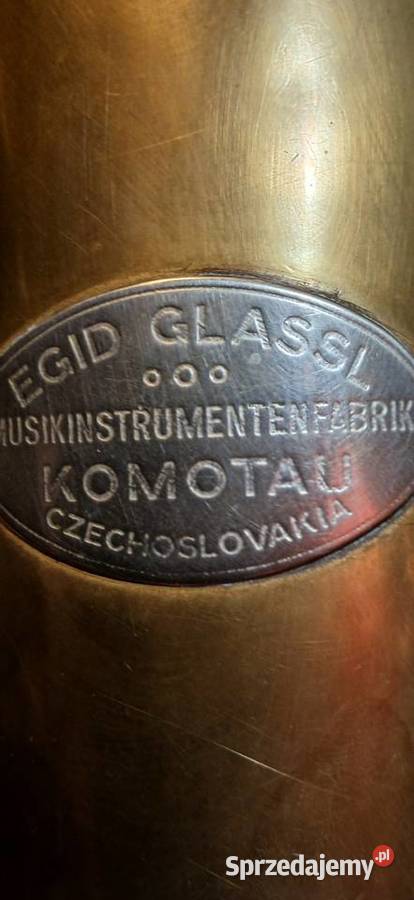 EGID GLASSL
o O o
MUSIKINSTRUMENTENFABRIK
KOMOTAU
CZECHOSLOVAKIA
Sprzedajemy.pl